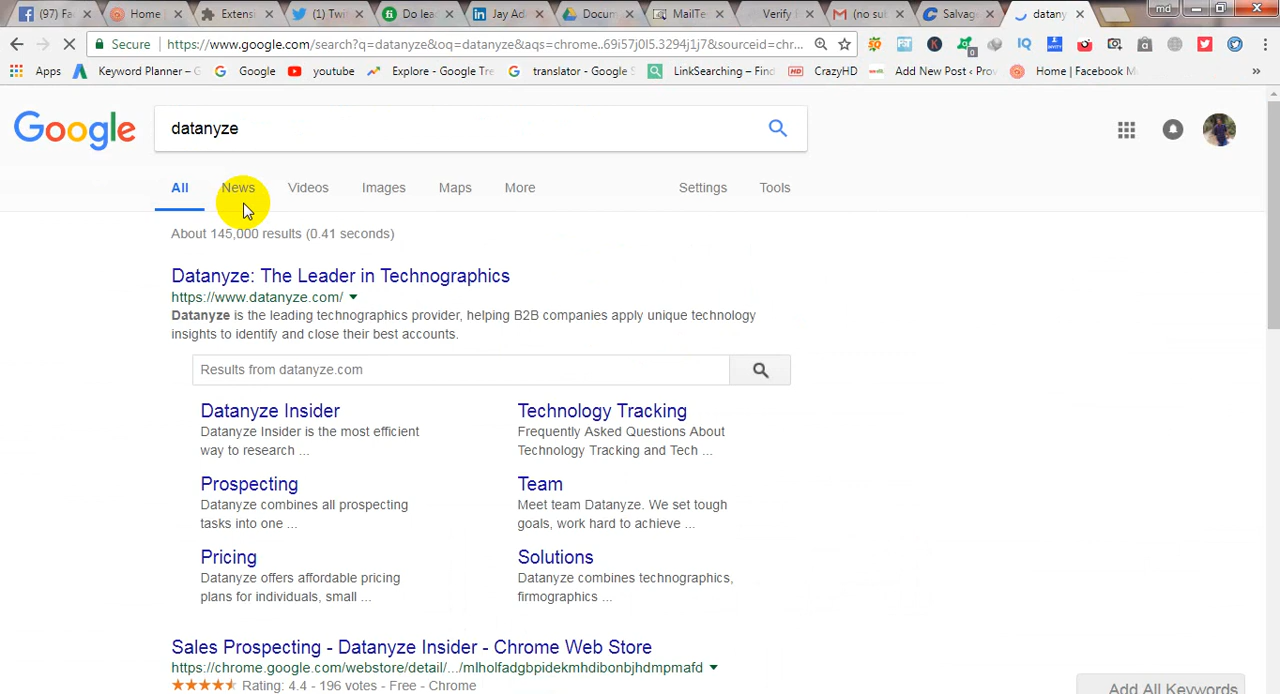 (97) Fa
Home
Extensi
(1) Twi
Do lea
Jay Ad
Docum
MailTe
Verify
(no su
Salvag
datany
md
Secure
https://www.google.com/search?q=datanyze&oq=datanyze&aqs=chrome..69i57j0l5.3294j1j7&sourceid=chr...
Apps
Keyword Planner – G
Google
youtube
Explore - Google Tre
translator - Google S
LinkSearching – Find
CrazyHD
Add New Post ‹ Prov
Home | Facebook M
»
Google
datanyze
All
News
Videos
Images
Maps
More
Settings
Tools
About 145,000 results (0.41 seconds)
Datanyze: The Leader in Technographics
https://www.datanyze.com/
Datanyze is the leading technographics provider, helping B2B companies apply unique technology
insights to identify and close their best accounts.
Results from datanyze.com
Datanyze Insider
Datanyze Insider is the most efficient
way to research ...
Technology Tracking
Frequently Asked Questions About
Technology Tracking and Tech ...
Prospecting
Datanyze combines all prospecting
tasks into one ...
Team
Meet team Datanyze. We set tough
goals, work hard to achieve ...
Pricing
Datanyze offers affordable pricing
plans for individuals, small ...
Solutions
Datanyze combines technographics,
firmographics ...
Sales Prospecting - Datanyze Insider - Chrome Web Store
https://chrome.google.com/webstore/detail/.../mlholfadgbpidekmhdibonbjhdmpmafd
Rating: 4.4 - 196 votes - Free - Chrome
Add All Keywords